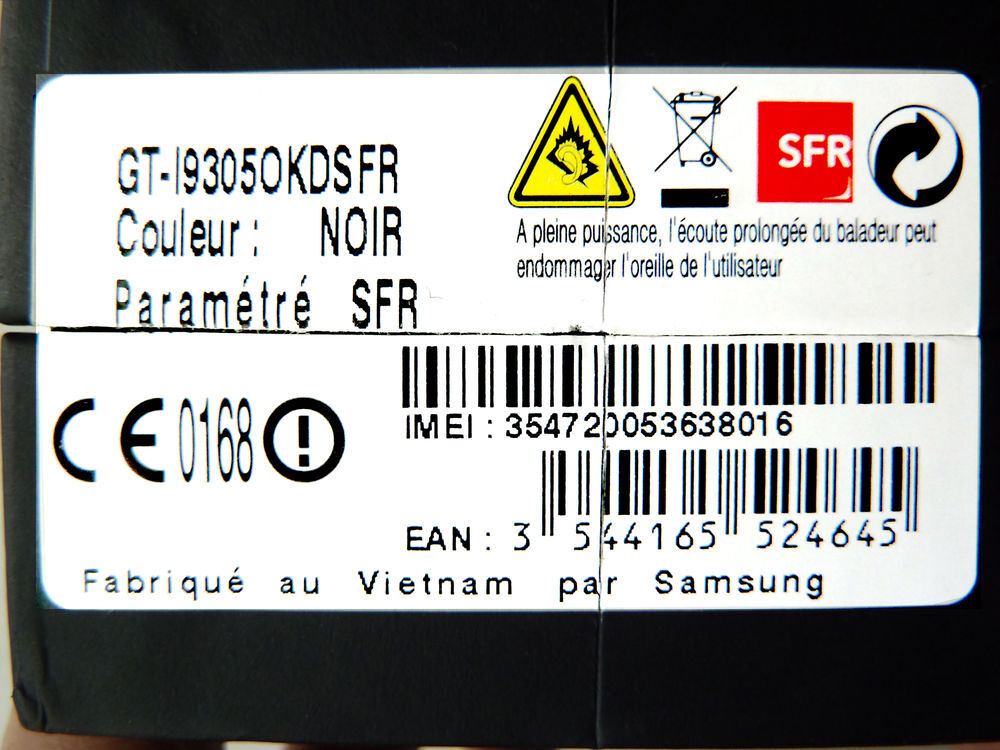 GT-I9305OKDSFR
Couleur : NOIR
Paramétré SFR
SFR
A pleine puissance, l'écoute prolongée du baladeur peut
endommager l'oreille de l'utilisateur
CE 0168
IMEI : 354720053638016
EAN : 3 544165 524645
Fabriqué au Vietnam par Samsung